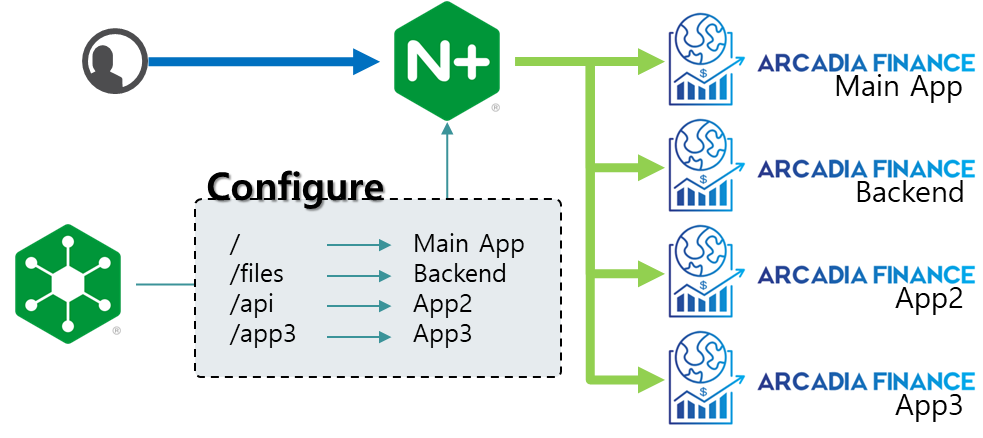 N+
®
ARCADIA FINANCE
Main App
$
ARCADIA FINANCE
Backend
$
Configure
/ Main App
/files Backend
/api App2
/app3 App3
®
ARCADIA FINANCE
App2
$
ARCADIA FINANCE
App3
$